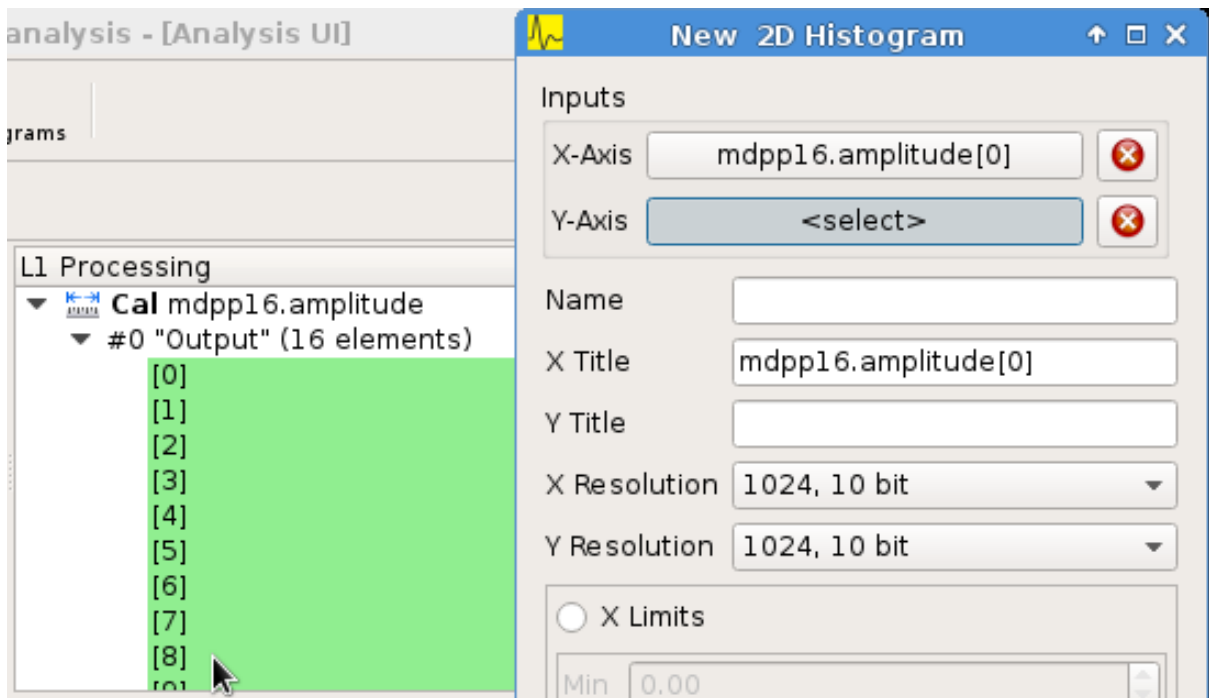 analysis - [Analysis UI]
grams
L1 Processing
Cal mdpp16.amplitude
#0 "Output" (16 elements)
[0]
[1]
[2]
[3]
[4]
[5]
[6]
[7]
[8]
[9]
New 2D Histogram
Inputs
X-Axis mdpp16.amplitude[0]
Y-Axis <select>
Name
X Title mdpp16.amplitude[0]
Y Title
X Resolution 1024, 10 bit
Y Resolution 1024, 10 bit
X Limits
Min 0.00